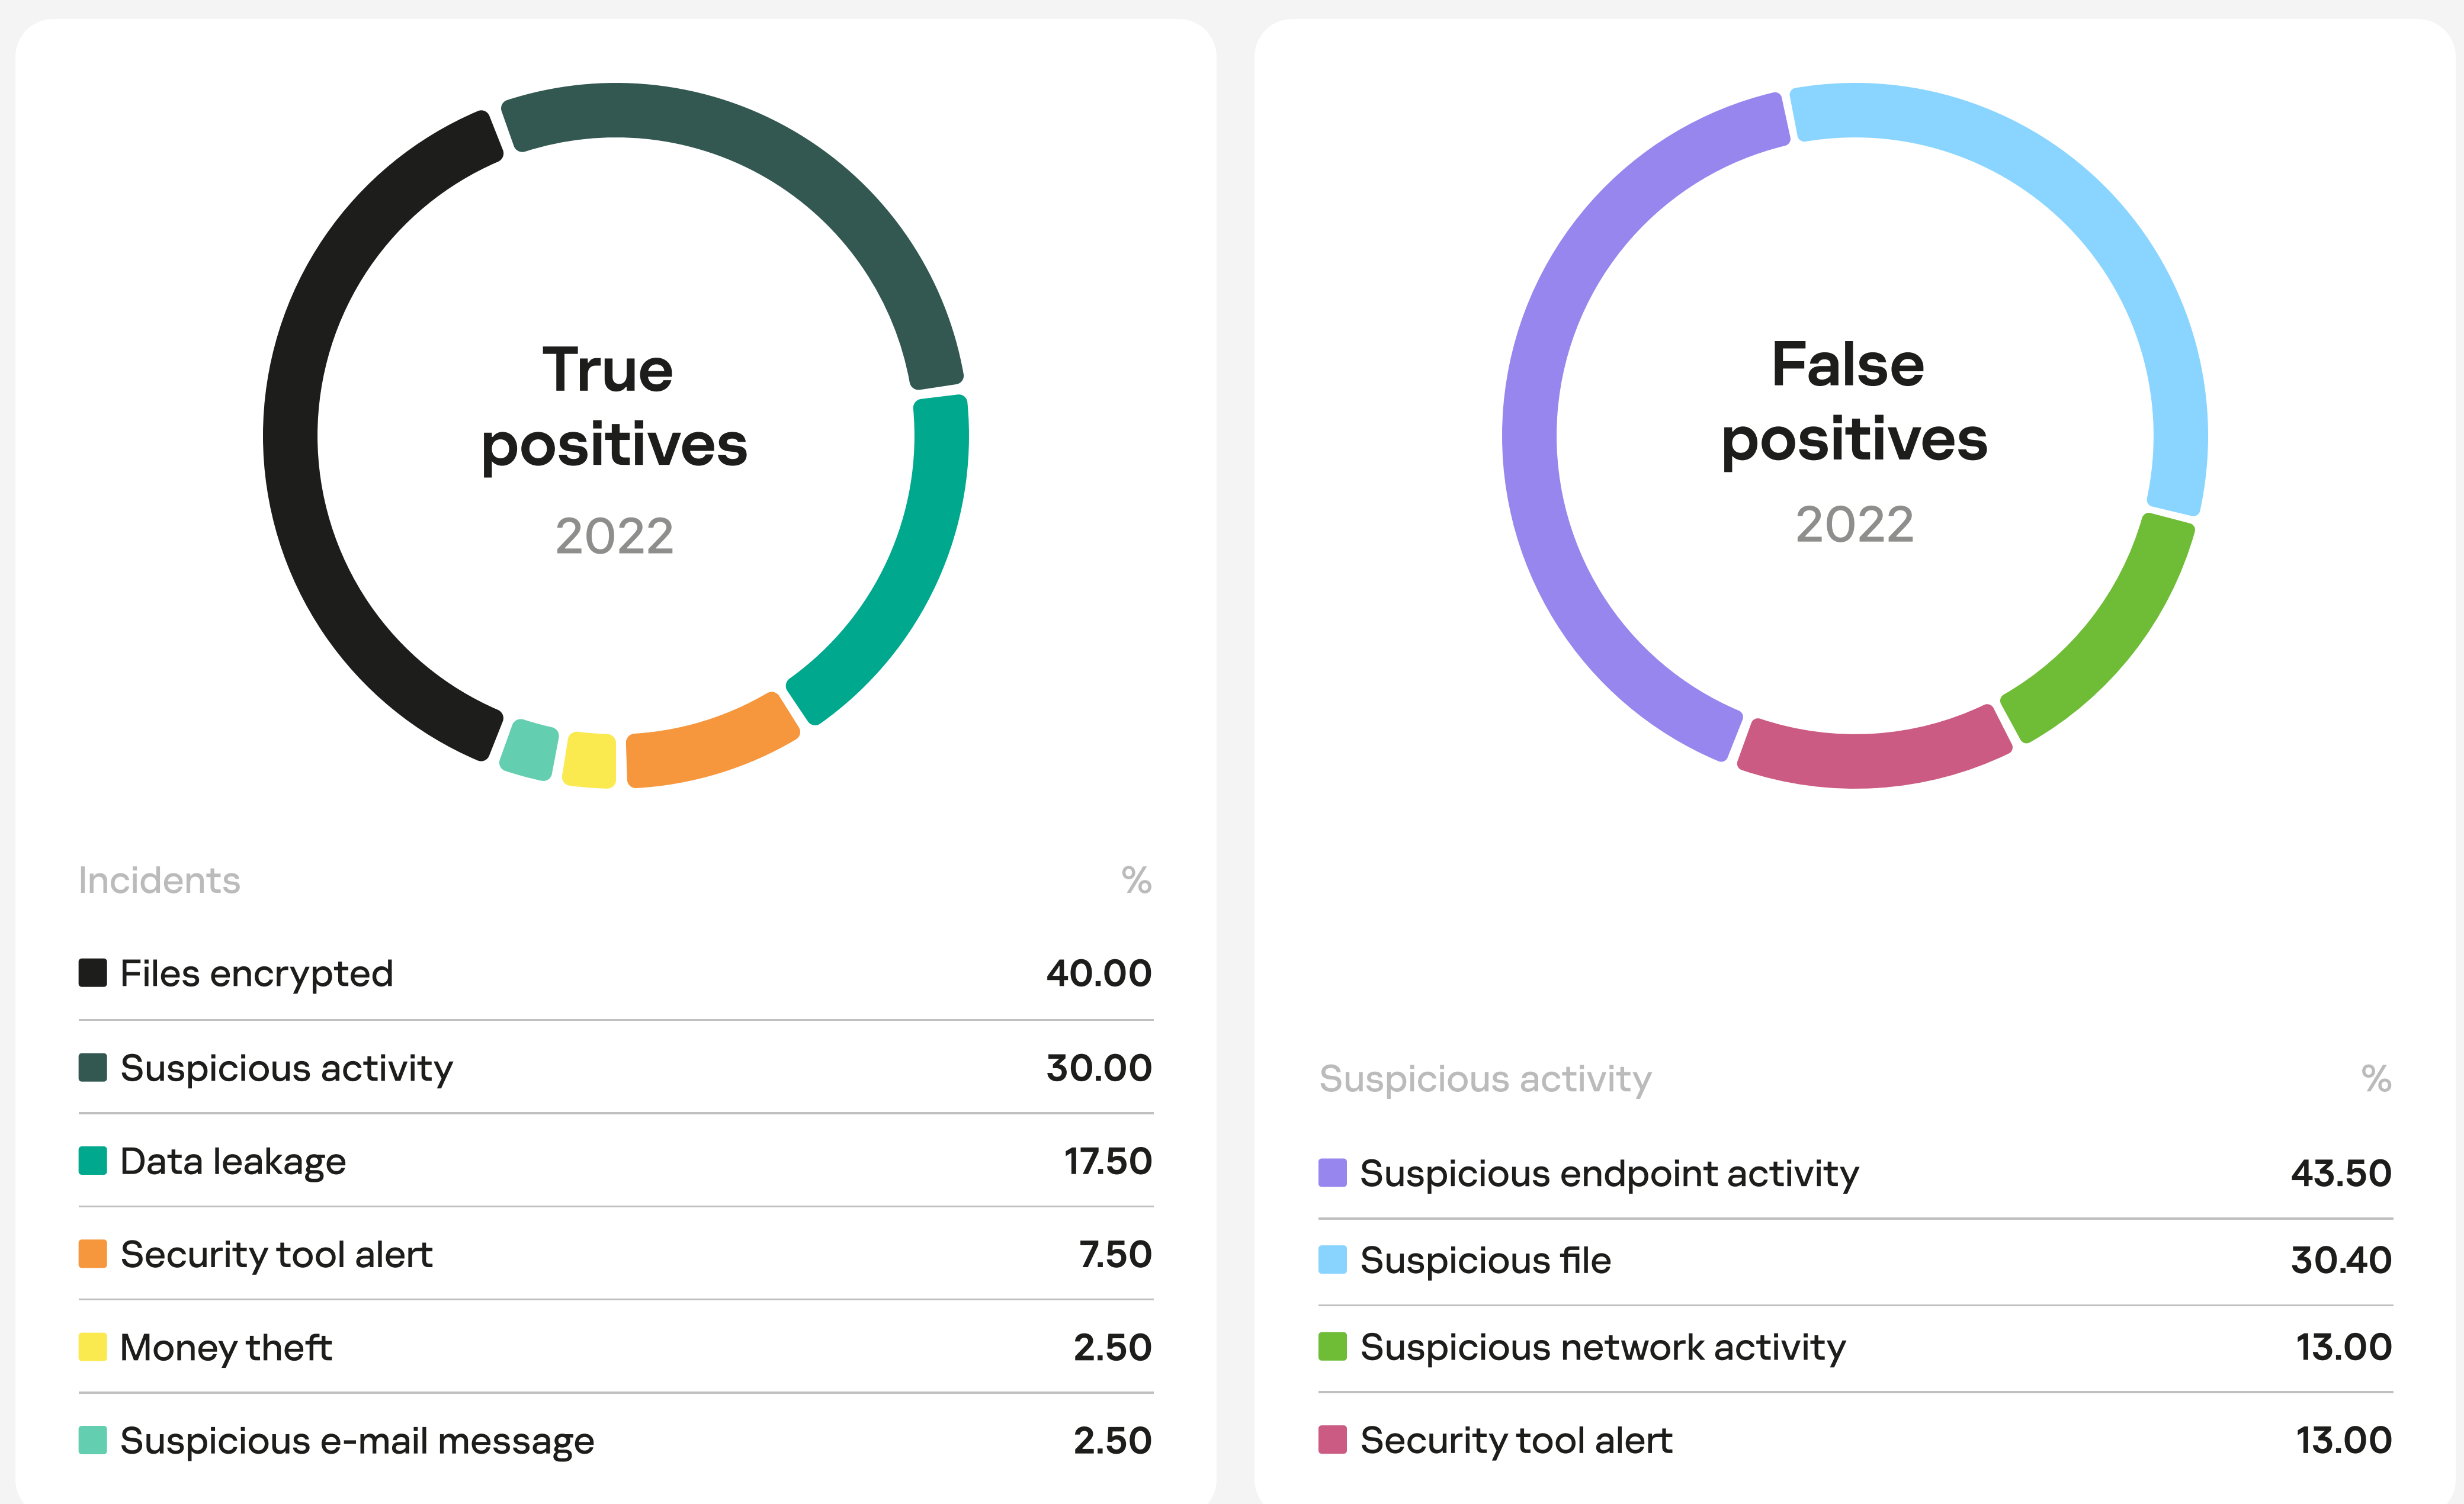 True
positives
2022
Incidents %
Files encrypted 40.00
Suspicious activity 30.00
Data leakage 17.50
Security tool alert 7.50
Money theft 2.50
Suspicious e-mail message 2.50
False
positives
2022
Suspicious activity %
Suspicious endpoint activity 43.50
Suspicious file 30.40
Suspicious network activity 13.00
Security tool alert 13.00